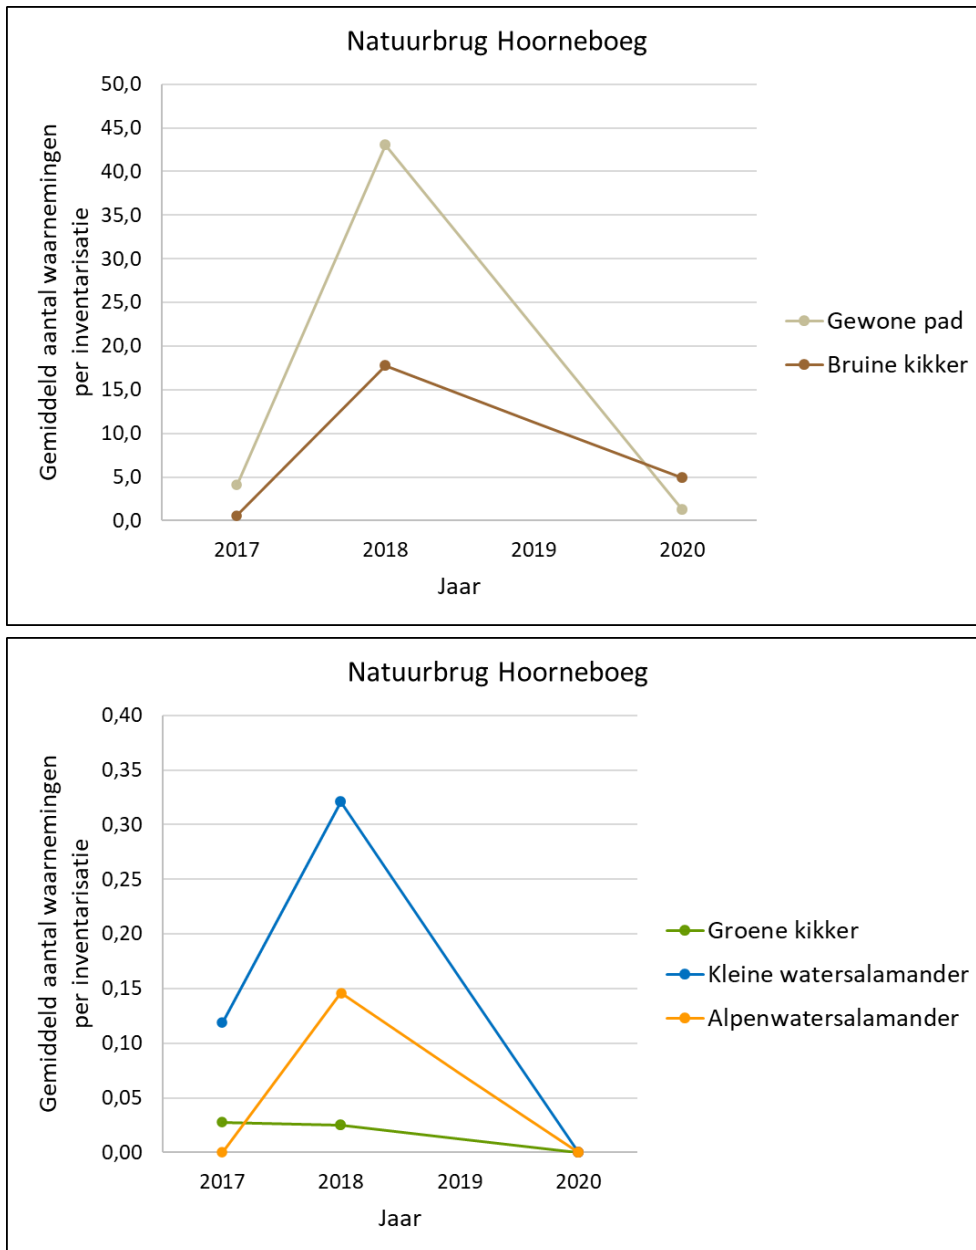 Natuurbrug Hoorneboeg
50,0
45,0
40,0
35,0
30,0
25,0
20,0
15,0
10,0
5,0
0,0
Gemiddeld aantal waarnemingen
per inventarisatie
2017 2018 2019 2020
Jaar
Gewone pad
Bruine kikker
Natuurbrug Hoorneboeg
0,40
0,35
0,30
0,25
0,20
0,15
0,10
0,05
0,00
Gemiddeld aantal waarnemingen
per inventarisatie
2017 2018 2019 2020
Jaar
Groene kikker
Kleine watersalamander
Alpenwatersalamander